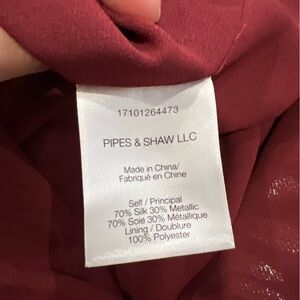 17101264473
PIPES & SHAW LLC
Made in China/
Fabriqué en Chine
Self / Principal
70% Silk 30% Metallic
70% Soie 30% Métallique
Lining / Doublure
100% Polyester